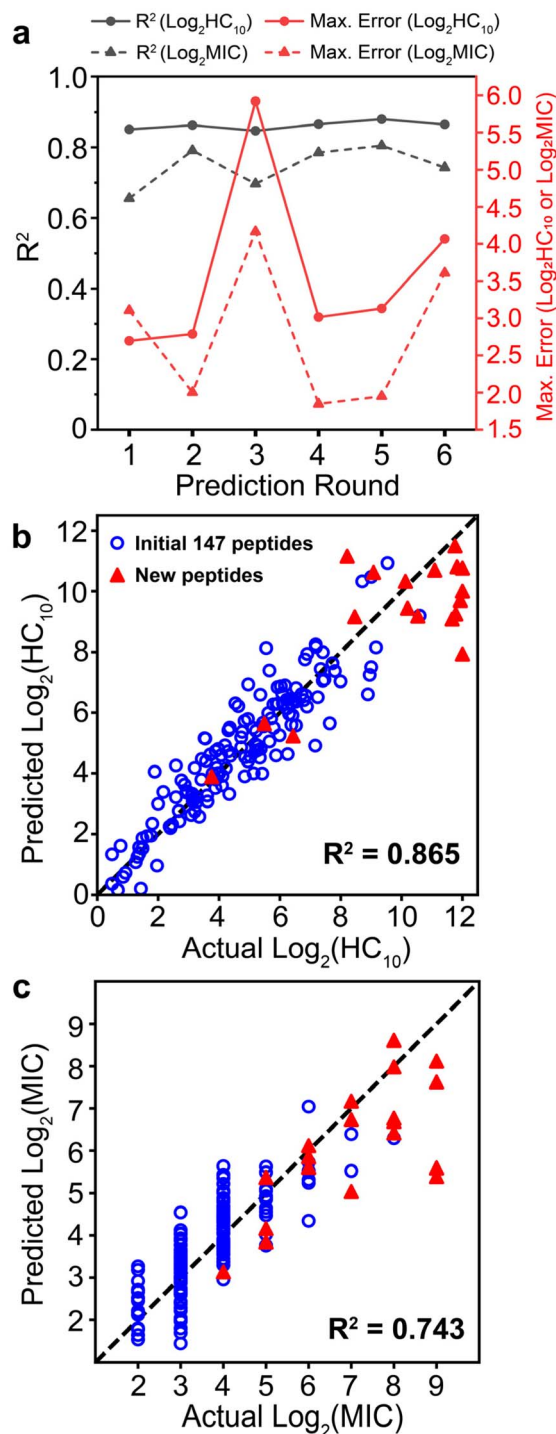 a
R² (Log₂HC₁₀) Max. Error (Log₂HC₁₀)
R² (Log₂MIC) Max. Error (Log₂MIC)
1.0
0.8
0.6
0.4
0.2
0
R²
6.0
5.5
5.0
4.5
4.0
3.5
3.0
2.5
2.0
1.5
Max. Error (Log₂HC₁₀ or Log₂MIC)
1 2 3 4 5 6
Prediction Round
b
Initial 147 peptides
New peptides
12
10
8
6
4
2
0
Predicted Log₂(HC₁₀)
R² = 0.865
0 2 4 6 8 10 12
Actual Log₂(HC₁₀)
c
9
8
7
6
5
4
3
2
Predicted Log₂(MIC)
R² = 0.743
2 3 4 5 6 7 8 9
Actual Log₂(MIC)